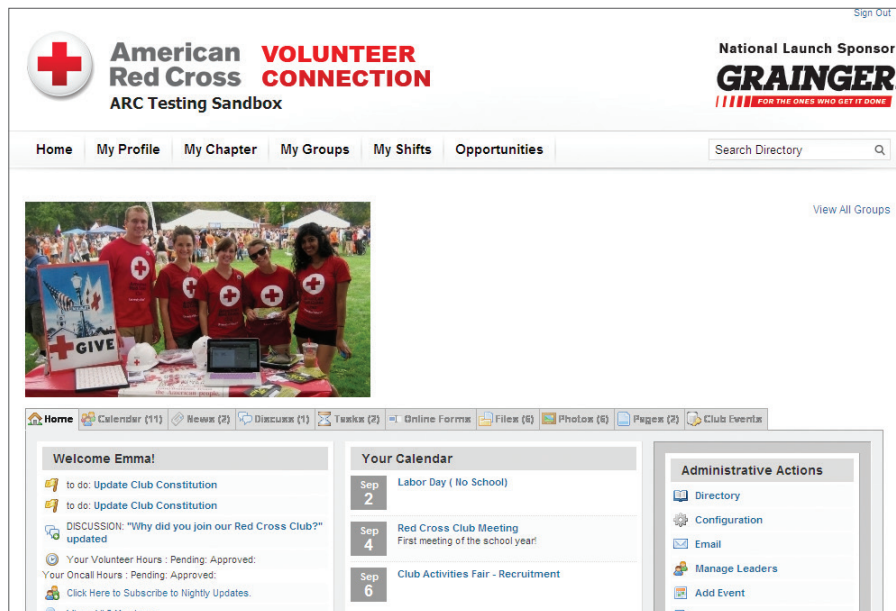 Sign Out
American VOLUNTEER
Red Cross CONNECTION
ARC Testing Sandbox
National Launch Sponsor
GRAINGER
FOR THE ONES WHO GET IT DONE
Home My Profile My Chapter My Groups My Shifts Opportunities
Search Directory
View All Groups
GIVE
the American people
Home Calendar (11) News (2) Discuss (1) Tasks (2) Online Forms Files (6) Photos (6) Pages (2) Club Events
Welcome Emma!
to do: Update Club Constitution
to do: Update Club Constitution
DISCUSSION: "Why did you join our Red Cross Club?"
updated
Your Volunteer Hours : Pending: Approved:
Your Oncall Hours : Pending: Approved:
Click Here to Subscribe to Nightly Updates.
Your Calendar
Sep
2
Labor Day ( No School)
Sep
4
Red Cross Club Meeting
First meeting of the school year!
Sep
6
Club Activities Fair - Recruitment
Administrative Actions
Directory
Configuration
Email
Manage Leaders
Add Event